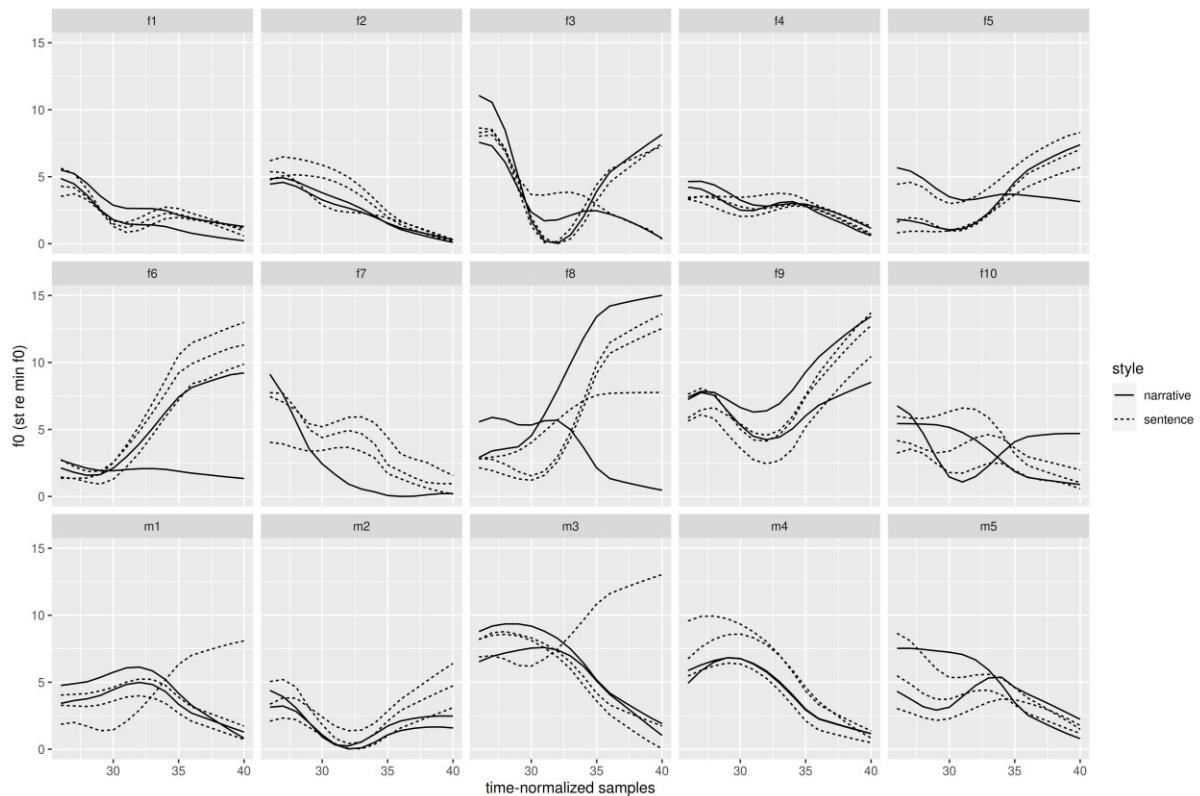 f1 f2 f3 f4 f5
15
10
5
0
f6 f7 f8 f9 f10
15
10
5
0
f0 (st re min f0)
style
narrative
sentence
m1 m2 m3 m4 m5
15
10
5
0
30 35 40 30 35 40 30 35 40 30 35 40 30 35 40
time-normalized samples